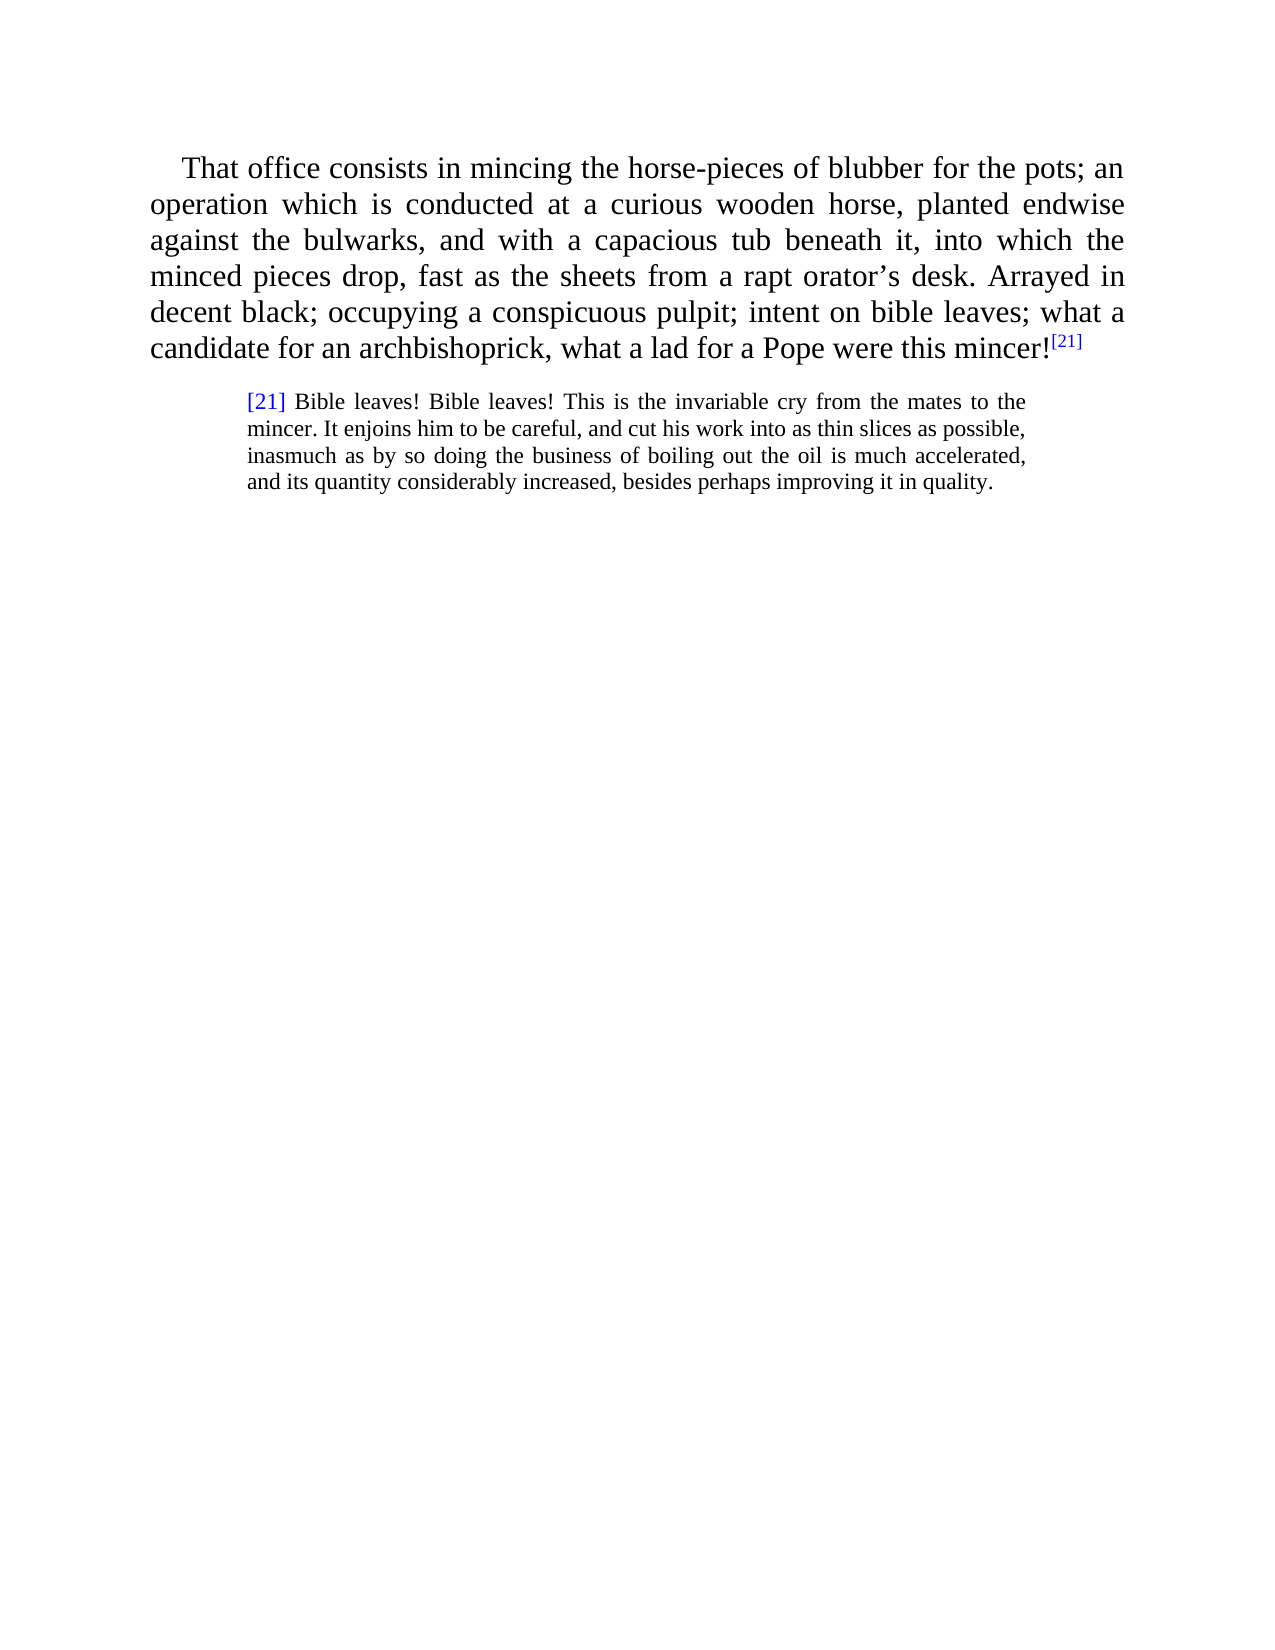 That office consists in mincing the horse-pieces of blubber for the pots; an
operation which is conducted at a curious wooden horse, planted endwise
against the bulwarks, and with a capacious tub beneath it, into which the
minced pieces drop, fast as the sheets from a rapt orator’s desk. Arrayed in
decent black; occupying a conspicuous pulpit; intent on bible leaves; what a
candidate for an archbishoprick, what a lad for a Pope were this mincer![21]
[21] Bible leaves! Bible leaves! This is the invariable cry from the mates to the
mincer. It enjoins him to be careful, and cut his work into as thin slices as possible,
inasmuch as by so doing the business of boiling out the oil is much accelerated,
and its quantity considerably increased, besides perhaps improving it in quality.